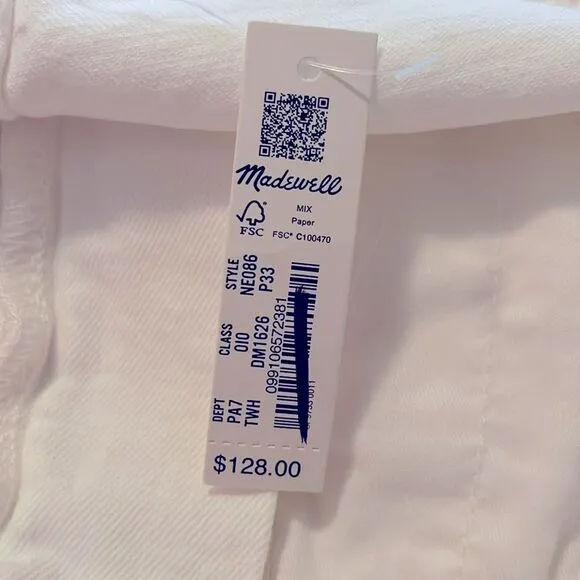 Madewell
MIX
Paper
FSC® C100470
FSC
DEPT CLASS STYLE
PA7 010 NE086
TWH DM1626 P33
099106572381
$128.00